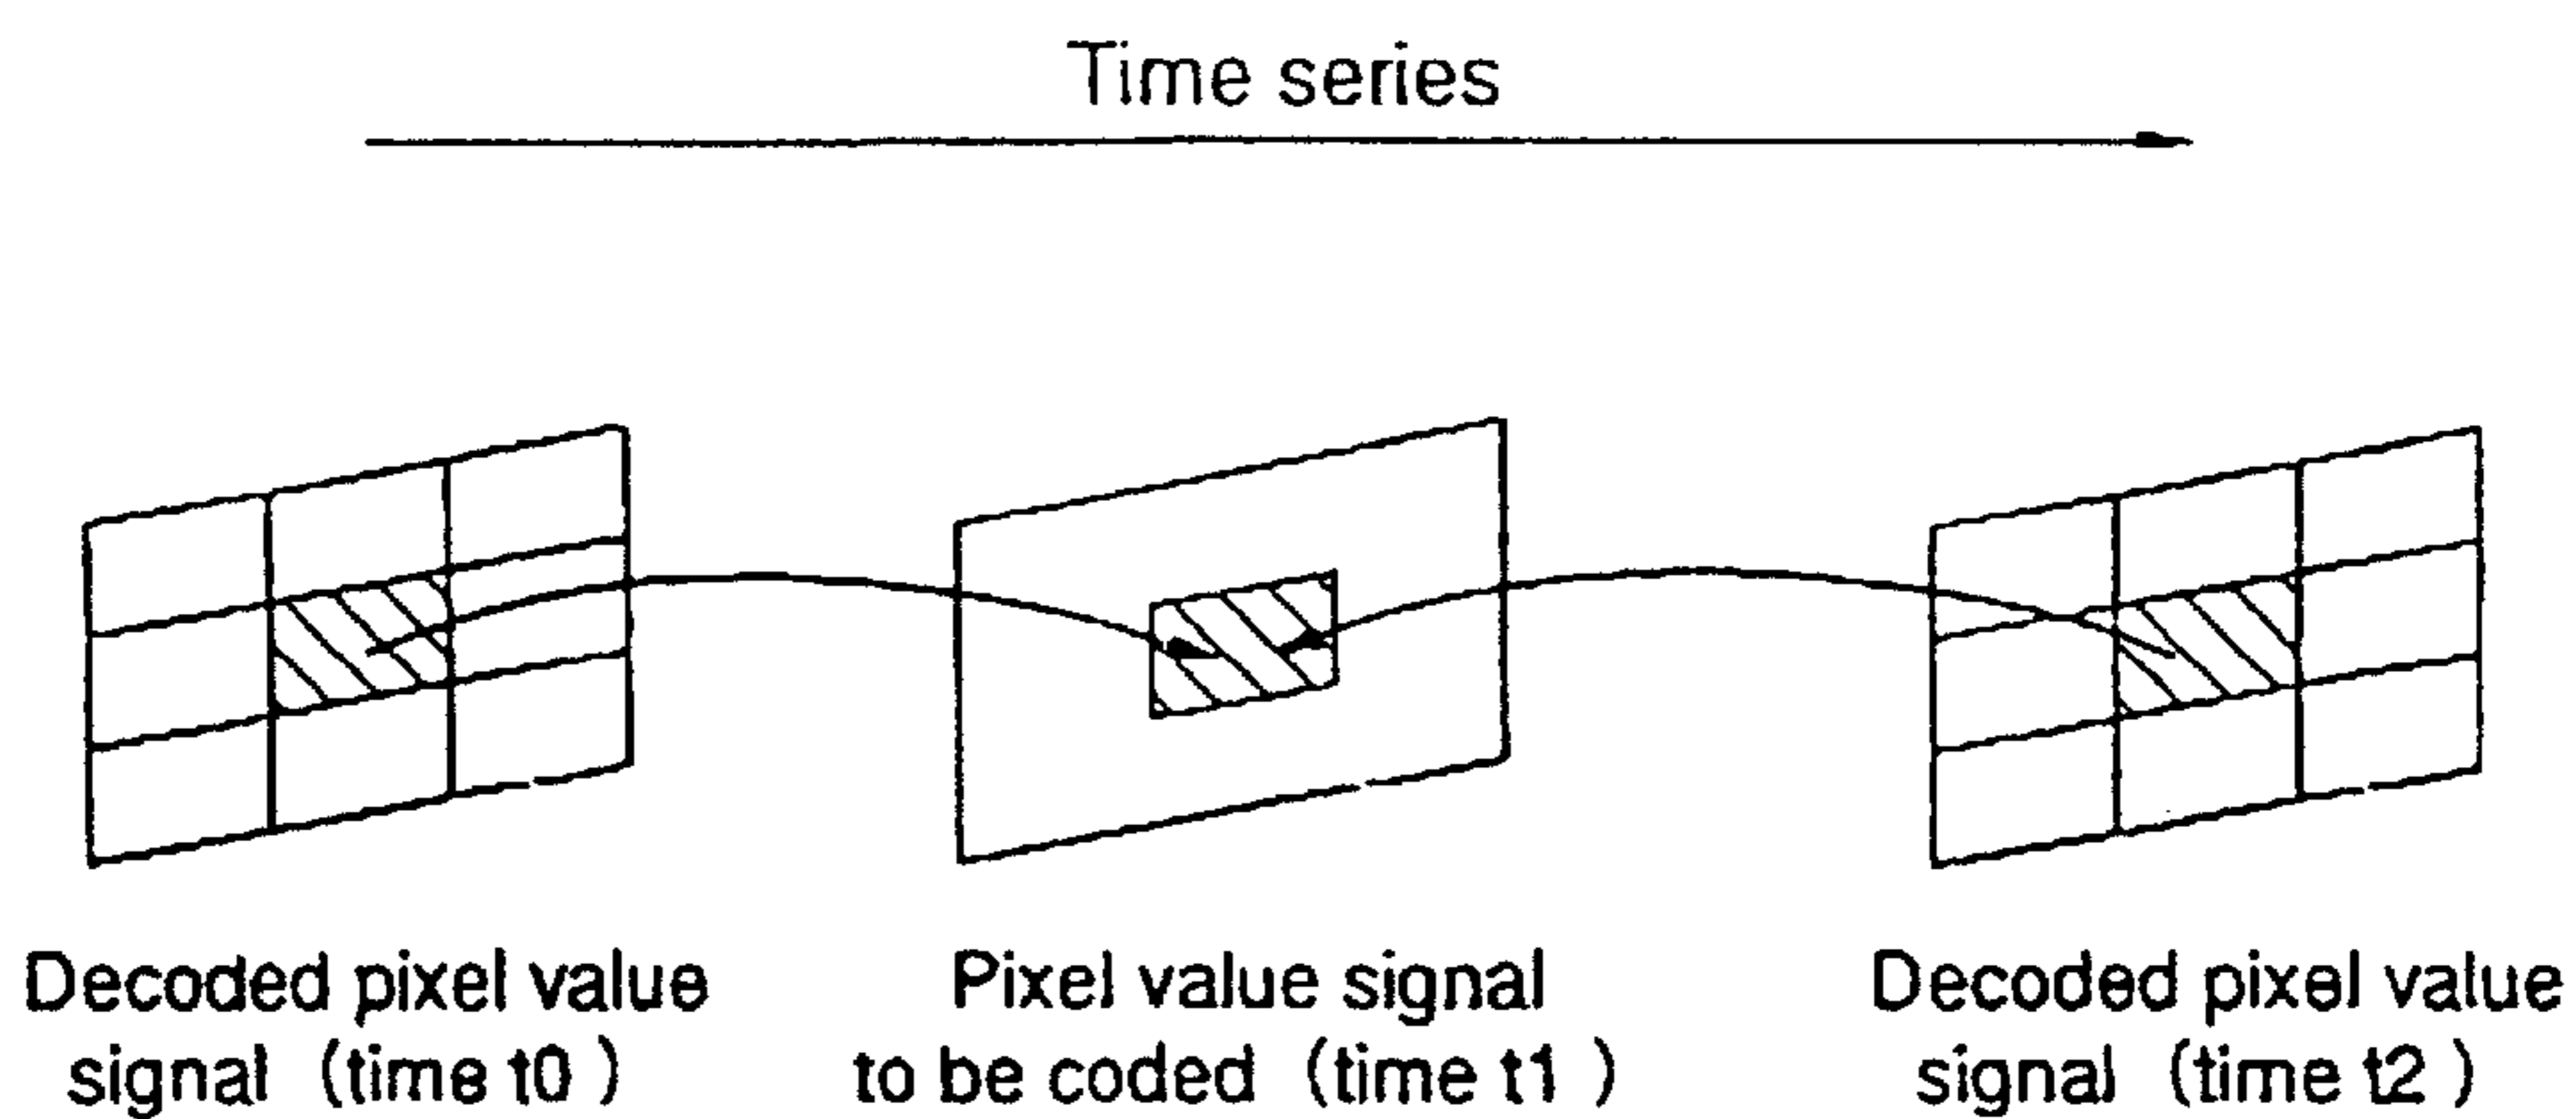 Time series
Decoded pixel value
signal (time t0 )
Pixel value signal
to be coded (time t1 )
Decoded pixel value
signal (time t2 )